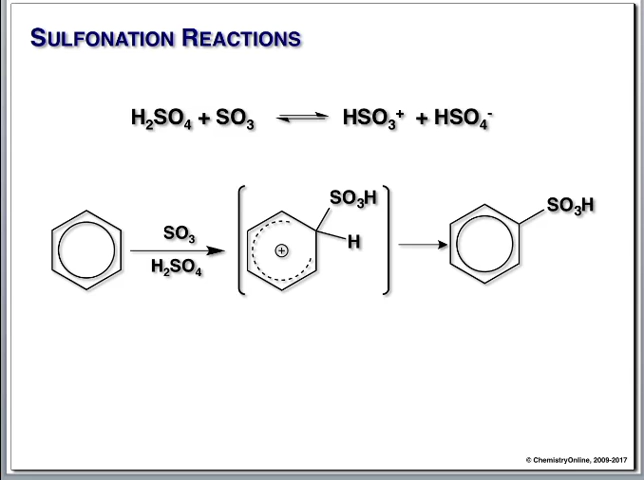 SULFONATION REACTIONS
H₂SO₄ + SO₃ ⇌ HSO₃⁺ + HSO₄⁻
SO₃H
SO₃H
SO₃
⊕
H
H₂SO₄
© ChemistryOnline, 2009-2017